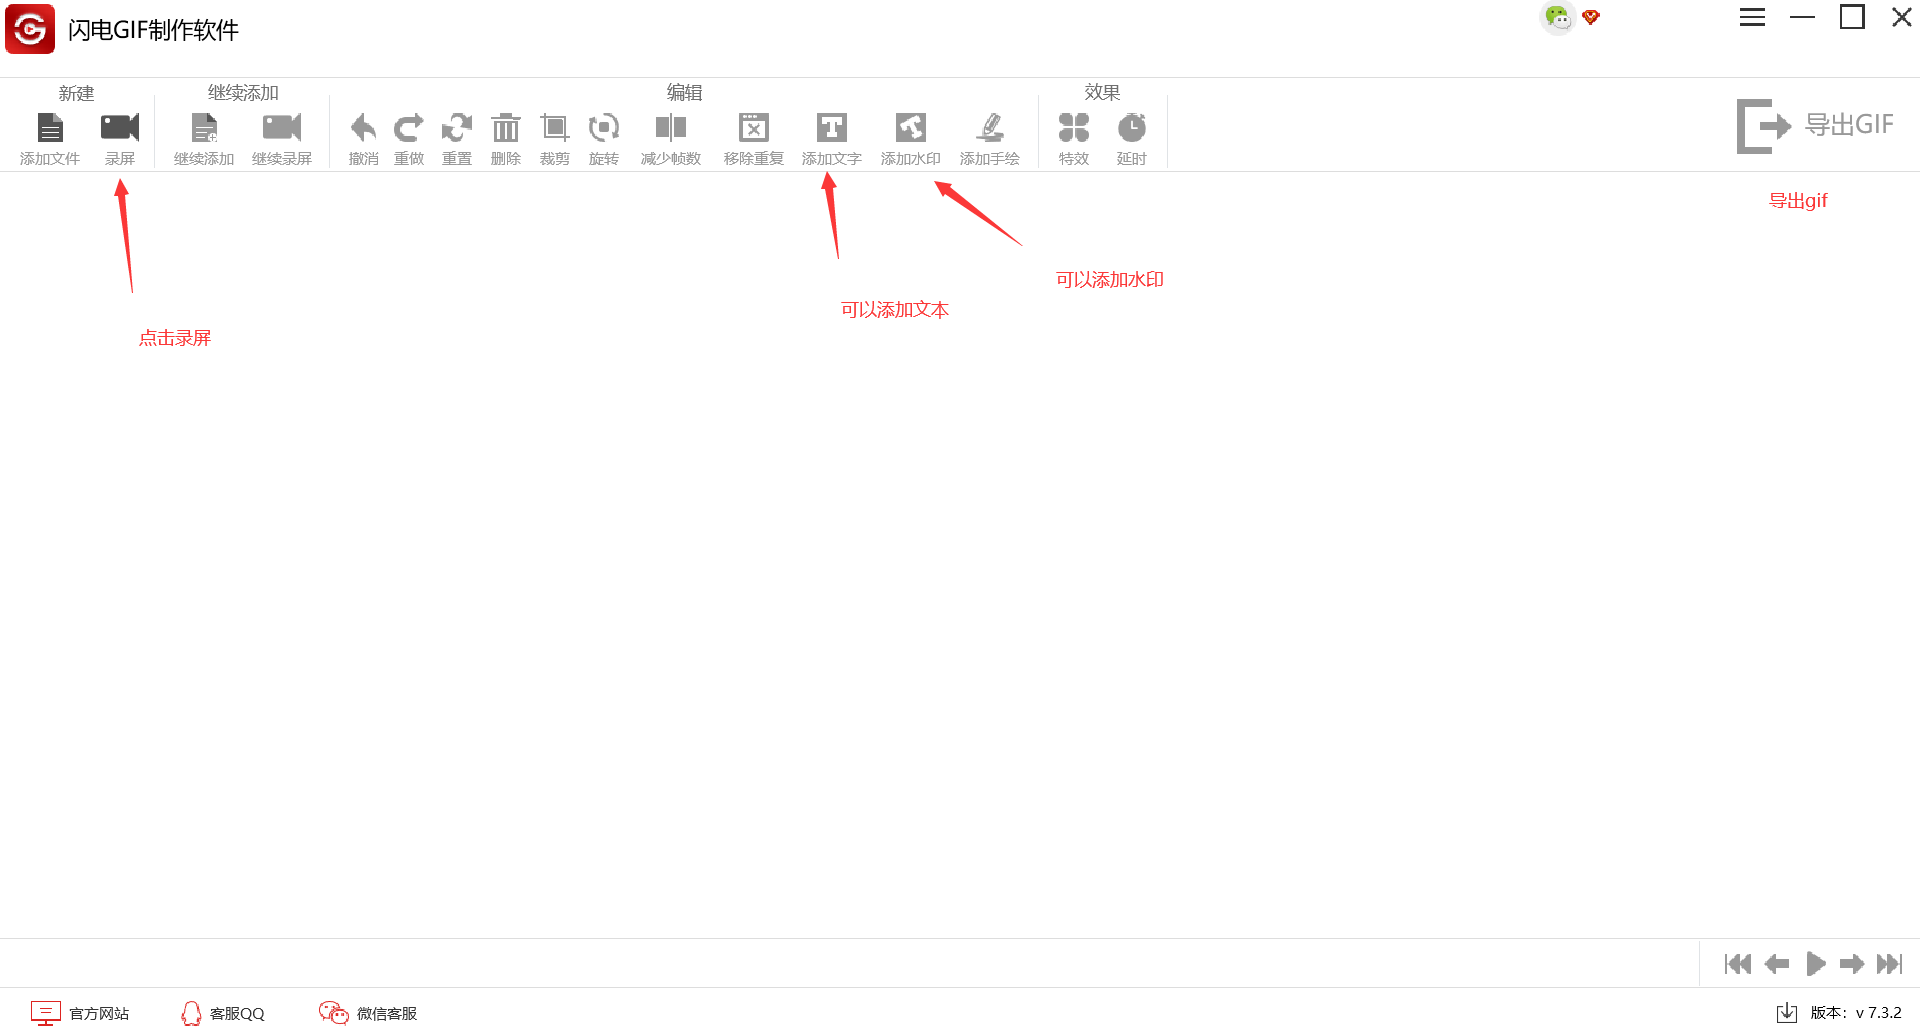 闪电GIF制作软件
新建 继续添加 编辑 效果
添加文件 录屏 继续添加 继续录屏 撤消 重做 重置 删除 裁剪 旋转 减少帧数 移除重复 添加文字 添加水印 添加手绘 特效 延时 导出GIF
导出gif
可以添加水印
可以添加文本
点击录屏
官方网站 客服QQ 微信客服 版本：v 7.3.2